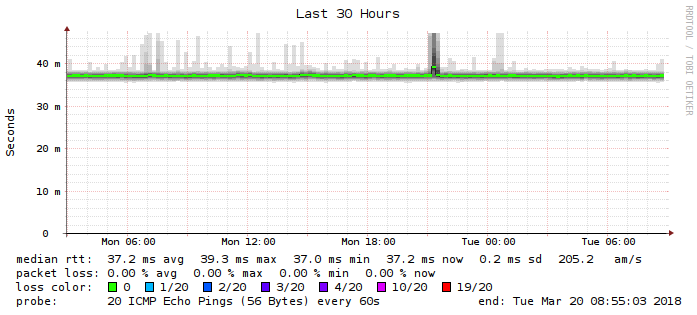 Last 30 Hours
RRDTOOL / TOBI OETIKER
Seconds
40 m
30 m
20 m
10 m
0
Mon 06:00 Mon 12:00 Mon 18:00 Tue 00:00 Tue 06:00
median rtt: 37.2 ms avg 39.3 ms max 37.0 ms min 37.2 ms now 0.2 ms sd 205.2 am/s
packet loss: 0.00 % avg 0.00 % max 0.00 % min 0.00 % now
loss color: 0 1/20 2/20 3/20 4/20 10/20 19/20
probe: 20 ICMP Echo Pings (56 Bytes) every 60s end: Tue Mar 20 08:55:03 2018